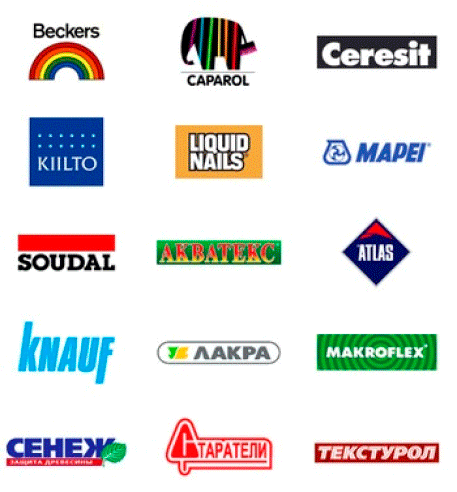 Beckers
CAPAROL
Ceresit
KIILTO
LIQUID
NAILS®
MAPEI®
SOUDAL
АКВАТЕКС
ATLAS
KNAUF
ЛАКРА
MAKROFLEX
СЕНЕЖ
ЗАЩИТА ДРЕВЕСИНЫ
СТАРАТЕЛИ
ТЕКСТУРОЛ